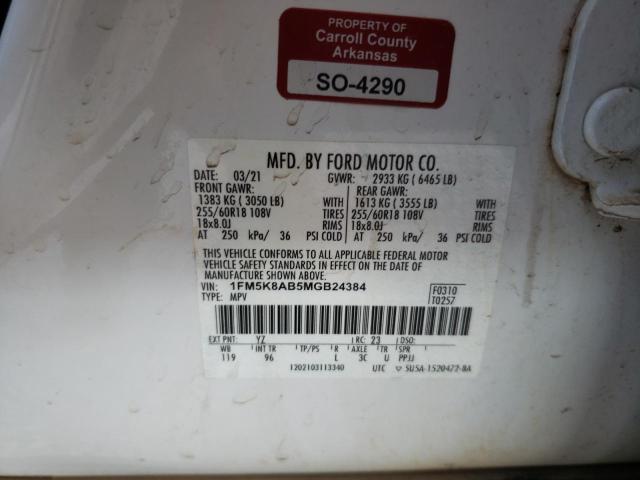 PROPERTY OF
Carroll County
Arkansas
SO-4290
MFD. BY FORD MOTOR CO.
DATE: 03/21 GVWR: 2933 KG ( 6465 LB)
FRONT GAWR: REAR GAWR:
1383 KG ( 3050 LB) WITH 1613 KG ( 3555 LB) WITH
255/60R18 108V TIRES 255/60R18 108V TIRES
18x8.0J RIMS 18x8.0J RIMS
AT 250 kPa/ 36 PSI COLD AT 250 kPa/ 36 PSI COLD
THIS VEHICLE CONFORMS TO ALL APPLICABLE FEDERAL MOTOR
VEHICLE SAFETY STANDARDS IN EFFECT ON THE DATE OF
MANUFACTURE SHOWN ABOVE.
VIN: 1FM5K8AB5MGB24384 F0310
TYPE: MPV T0257
EXT PNT: YZ RC: 23 DSO:
WB INT TR TP/PS R AXLE TR SPR
119 96 L 3C U PPJJ
1202103113340 UTC ▽ 5USA-1520472-BA